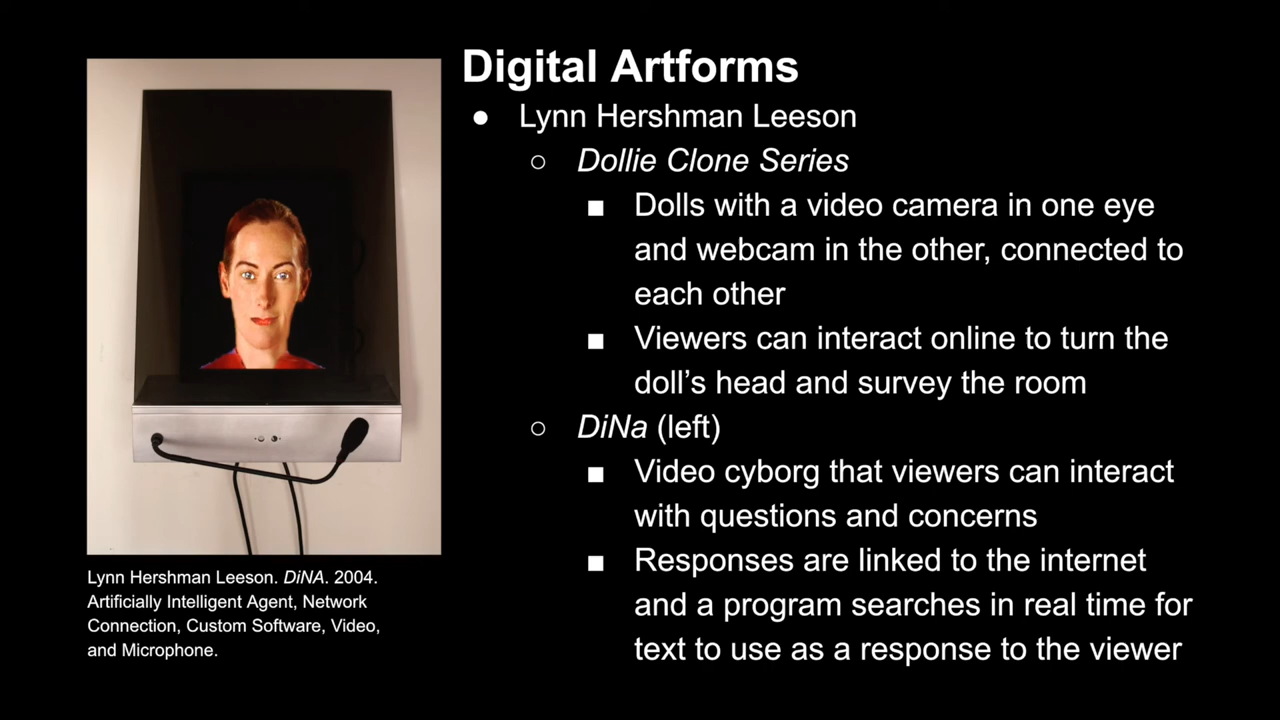 Digital Artforms
● Lynn Hershman Leeson
○ Dollie Clone Series
■ Dolls with a video camera in one eye
and webcam in the other, connected to
each other
■ Viewers can interact online to turn the
doll's head and survey the room
○ DiNa (left)
■ Video cyborg that viewers can interact
with questions and concerns
■ Responses are linked to the internet
and a program searches in real time for
text to use as a response to the viewer
Lynn Hershman Leeson. DiNA. 2004.
Artificially Intelligent Agent, Network
Connection, Custom Software, Video,
and Microphone.